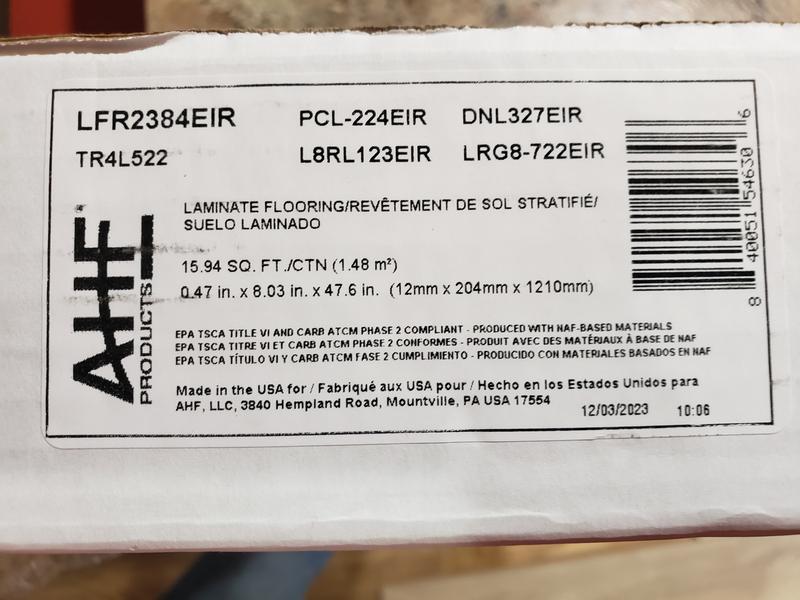 LFR2384EIR PCL-224EIR DNL327EIR
TR4L522 L8RL123EIR LRG8-722EIR
AHF
PRODUCTS
LAMINATE FLOORING/REVÊTEMENT DE SOL STRATIFIÉ/
SUELO LAMINADO
15.94 SQ. FT./CTN (1.48 m²)
0.47 in. x 8.03 in. x 47.6 in. (12mm x 204mm x 1210mm)
EPA TSCA TITLE VI AND CARB ATCM PHASE 2 COMPLIANT - PRODUCED WITH NAF-BASED MATERIALS
EPA TSCA TITRE VI ET CARB ATCM PHASE 2 CONFORMES - PRODUIT AVEC DES MATÉRIAUX À BASE DE NAF
EPA TSCA TÍTULO VI Y CARB ATCM FASE 2 CUMPLIMIENTO - PRODUCIDO CON MATERIALES BASADOS EN NAF
Made in the USA for / Fabriqué aux USA pour / Hecho en los Estados Unidos para
AHF, LLC, 3840 Hempland Road, Mountville, PA USA 17554
12/03/2023 10:06
8 40051 54630 6